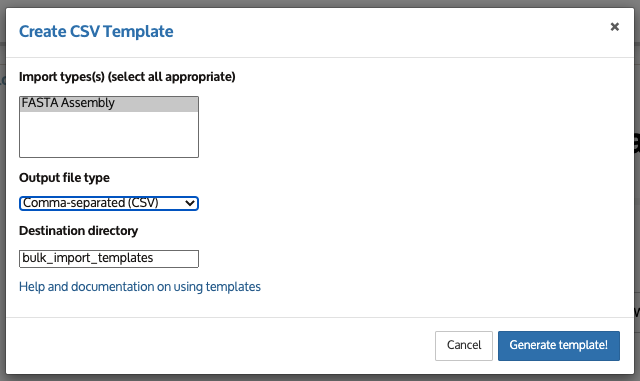 Create CSV Template
×
Import types(s) (select all appropriate)
FASTA Assembly
Output file type
Comma-separated (CSV)
Destination directory
bulk_import_templates
Help and documentation on using templates
Cancel
Generate template!